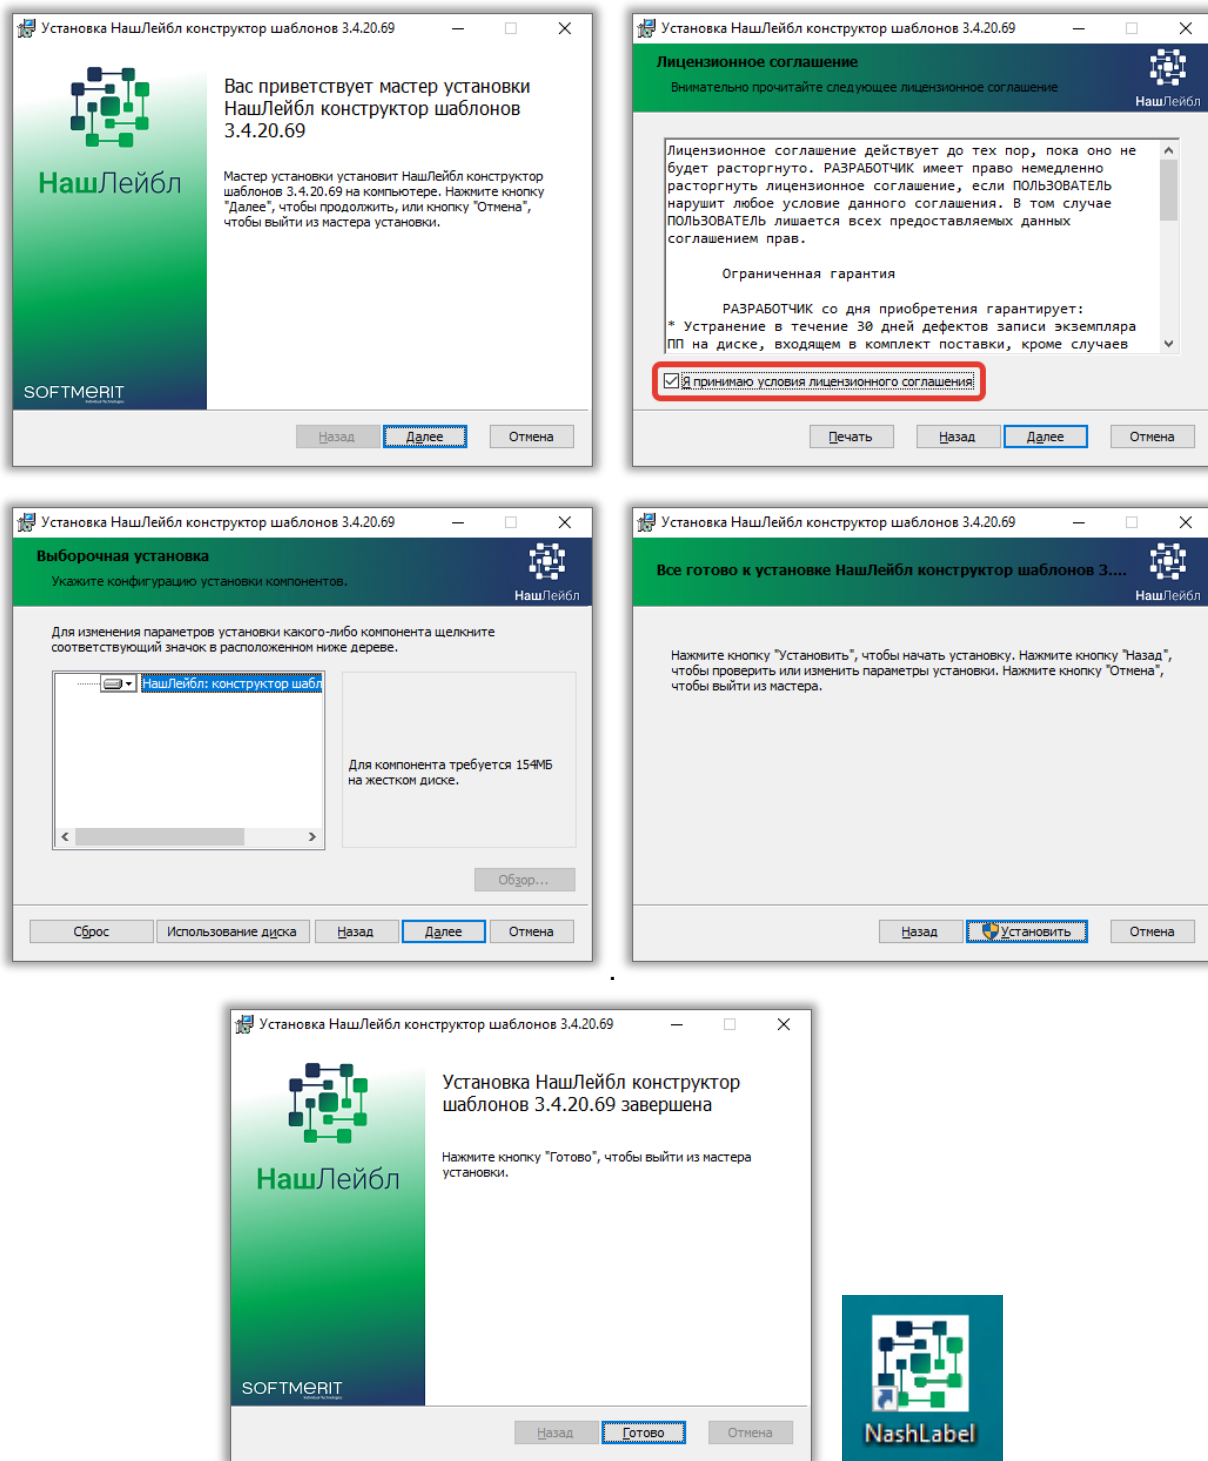 Установка НашЛейбл конструктор шаблонов 3.4.20.69
НашЛейбл
SOFTMERIT
Вас приветствует мастер установки
НашЛейбл конструктор шаблонов
3.4.20.69
Мастер установки установит НашЛейбл конструктор
шаблонов 3.4.20.69 на компьютере. Нажмите кнопку
"Далее", чтобы продолжить, или кнопку "Отмена",
чтобы выйти из мастера установки.
Назад Далее Отмена
Установка НашЛейбл конструктор шаблонов 3.4.20.69
Лицензионное соглашение
Внимательно прочитайте следующее лицензионное соглашение
НашЛейбл
Лицензионное соглашение действует до тех пор, пока оно не
будет расторгнуто. РАЗРАБОТЧИК имеет право немедленно
расторгнуть лицензионное соглашение, если ПОЛЬЗОВАТЕЛЬ
нарушит любое условие данного соглашения. В том случае
ПОЛЬЗОВАТЕЛЬ лишается всех предоставляемых данных
соглашением прав.
Ограниченная гарантия
РАЗРАБОТЧИК со дня приобретения гарантирует:
* Устранение в течение 30 дней дефектов записи экземпляра
ПП на диске, входящем в комплект поставки, кроме случаев
Я принимаю условия лицензионного соглашения
Печать Назад Далее Отмена
Установка НашЛейбл конструктор шаблонов 3.4.20.69
Выборочная установка
Укажите конфигурацию установки компонентов.
НашЛейбл
Для изменения параметров установки какого-либо компонента щелкните
соответствующий значок в расположенном ниже дереве.
НашЛейбл: конструктор шабл
Для компонента требуется 154МБ
на жестком диске.
Обзор...
Сброс Использование диска Назад Далее Отмена
Установка НашЛейбл конструктор шаблонов 3.4.20.69
Все готово к установке НашЛейбл конструктор шаблонов 3....
НашЛейбл
Нажмите кнопку "Установить", чтобы начать установку. Нажмите кнопку "Назад",
чтобы проверить или изменить параметры установки. Нажмите кнопку "Отмена",
чтобы выйти из мастера.
Назад Установить Отмена
.
Установка НашЛейбл конструктор шаблонов 3.4.20.69
НашЛейбл
SOFTMERIT
Установка НашЛейбл конструктор
шаблонов 3.4.20.69 завершена
Нажмите кнопку "Готово", чтобы выйти из мастера
установки.
Назад Готово Отмена
NashLabel